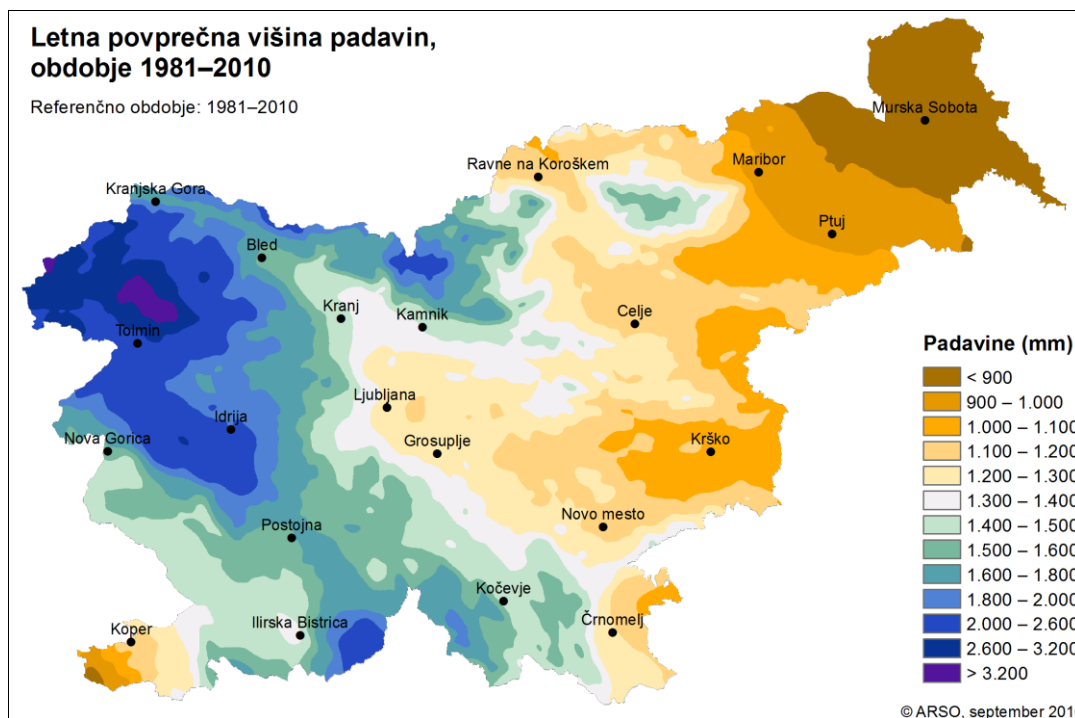 Letna povprečna višina padavin,
obdobje 1981–2010
Referenčno obdobje: 1981–2010
Murska Sobota
Ravne na Koroškem
Maribor
Kranjska Gora
Ptuj
Bled
Kranj
Kamnik
Celje
Tolmin
Ljubljana
Idrija
Nova Gorica
Grosuplje
Krško
Postojna
Novo mesto
Kočevje
Koper
Ilirska Bistrica
Črnomelj
Padavine (mm)
< 900
900 – 1.000
1.000 – 1.100
1.100 – 1.200
1.200 – 1.300
1.300 – 1.400
1.400 – 1.500
1.500 – 1.600
1.600 – 1.800
1.800 – 2.000
2.000 – 2.600
2.600 – 3.200
> 3.200
© ARSO, september 201